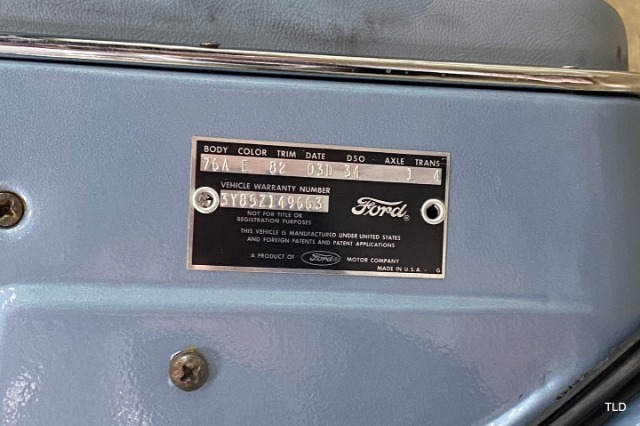 BODY COLOR TRIM DATE DSO AXLE TRANS
76A E 82 03D 34 1 4
VEHICLE WARRANTY NUMBER
3Y85Z149663
NOT FOR TITLE OR
REGISTRATION PURPOSES
Ford
THIS VEHICLE IS MANUFACTURED UNDER UNITED STATES
AND FOREIGN PATENTS AND PATENT APPLICATIONS
A PRODUCT OF Ford MOTOR COMPANY
MADE IN U.S.A. G
TLD